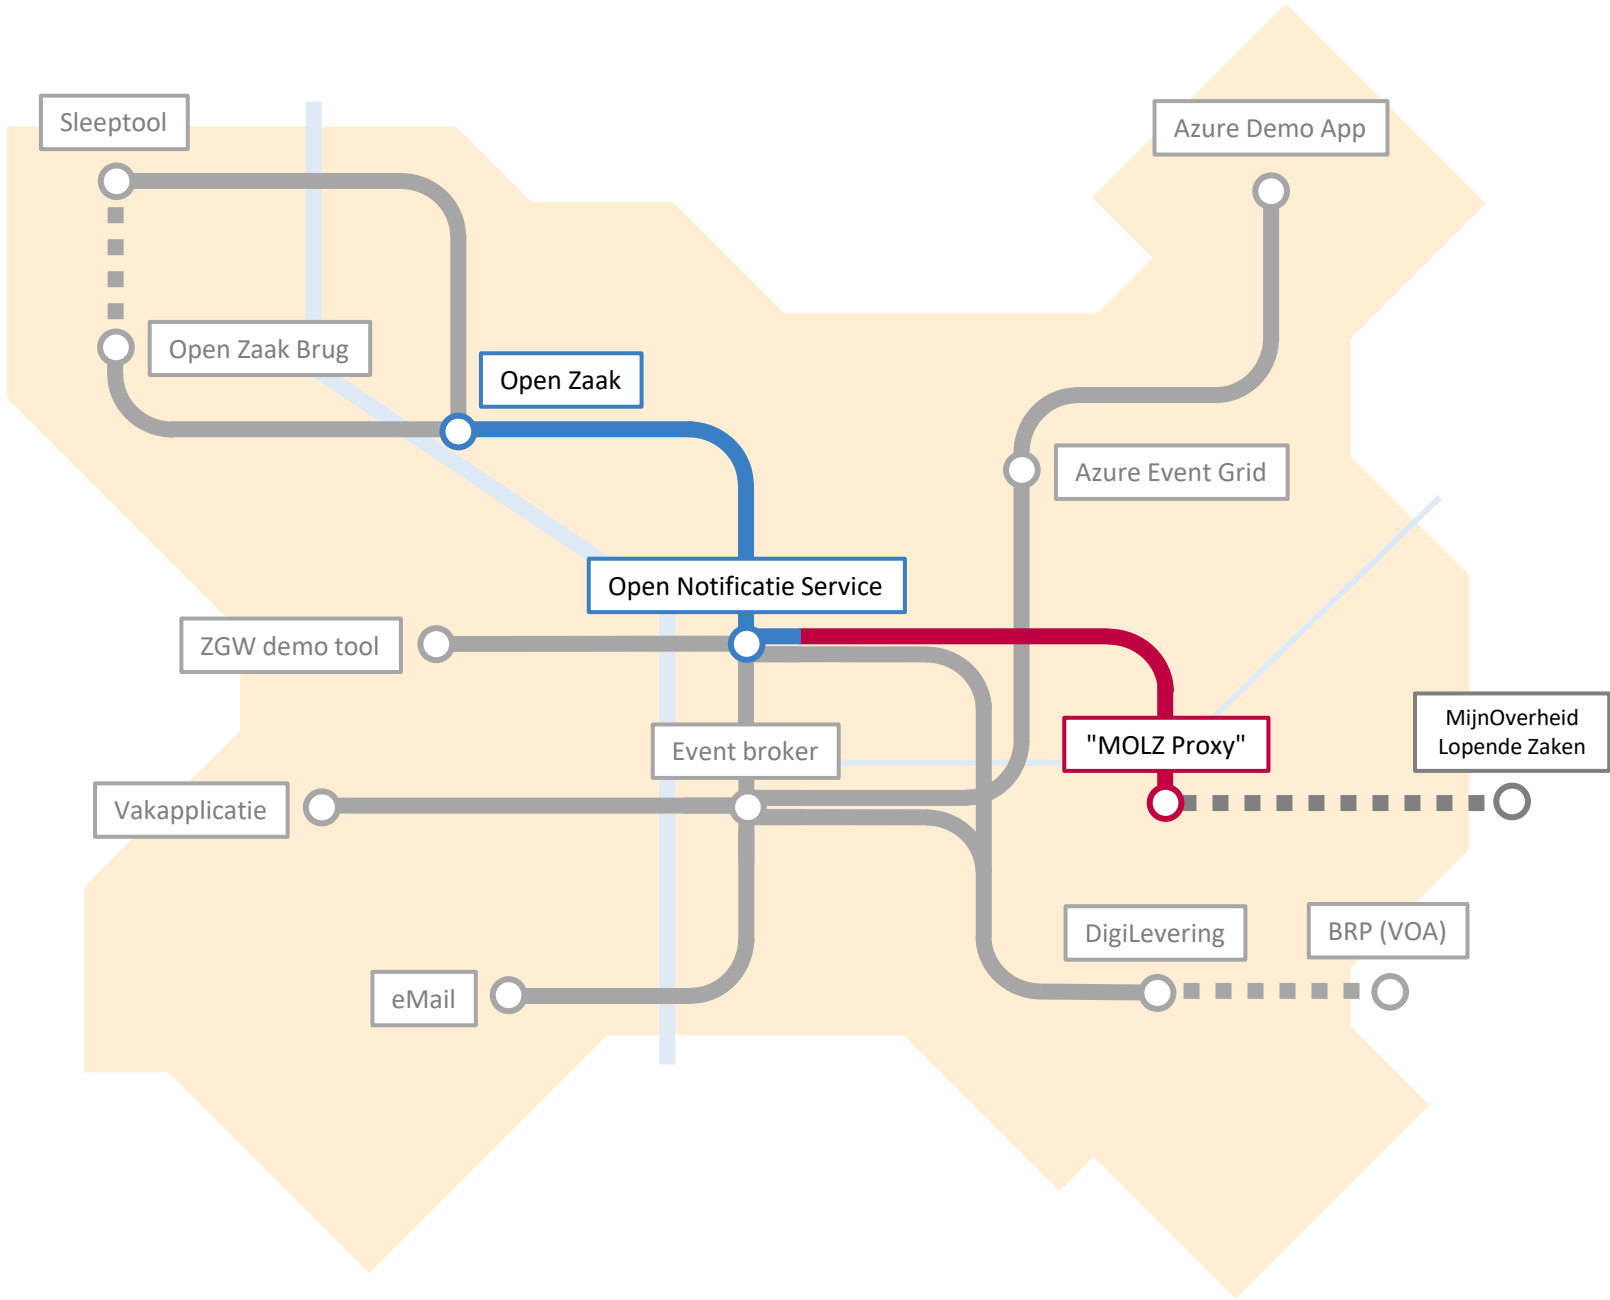 Sleeptool
Azure Demo App
Open Zaak Brug
Open Zaak
Azure Event Grid
Open Notificatie Service
ZGW demo tool
Event broker
"MOLZ Proxy"
MijnOverheid
Lopende Zaken
Vakapplicatie
DigiLevering
BRP (VOA)
eMail